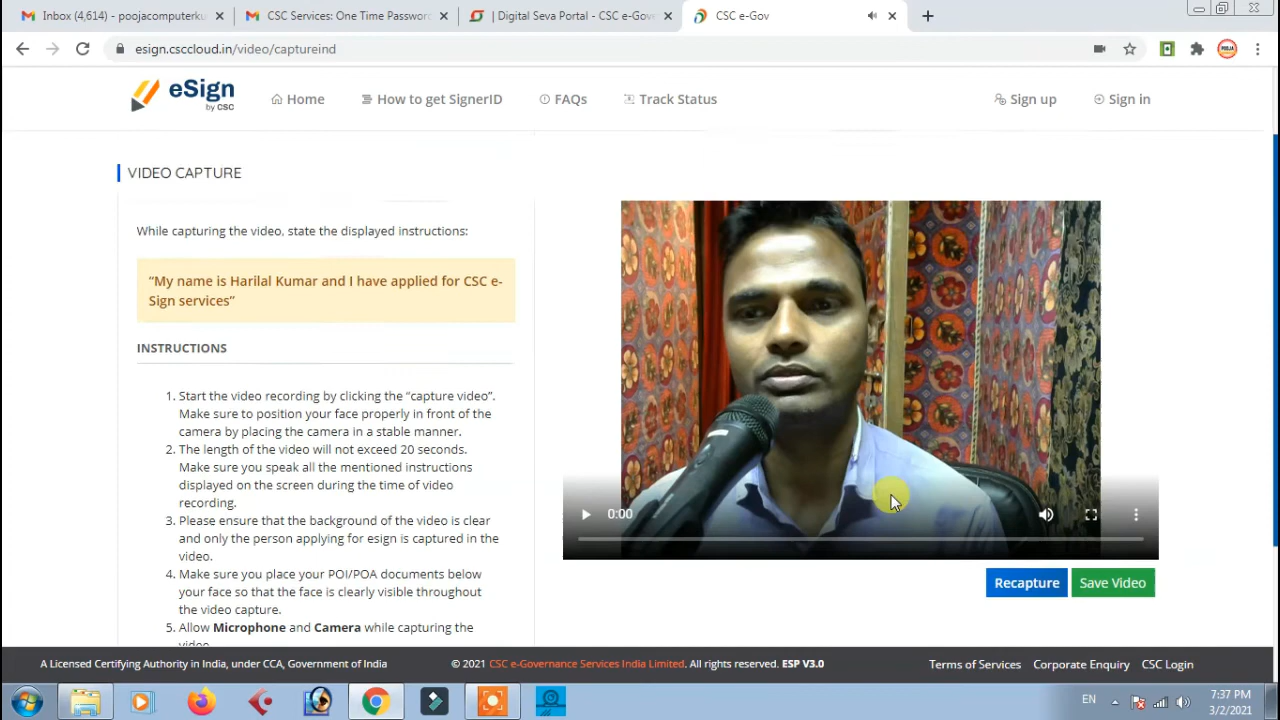 Inbox (4,614) - poojacomputerku
CSC Services: One Time Passwor
| Digital Seva Portal - CSC e-Gov
CSC e-Gov
esign.csccloud.in/video/captureind
eSign
by CSC
Home
How to get SignerID
FAQs
Track Status
Sign up
Sign in
VIDEO CAPTURE
While capturing the video, state the displayed instructions:
“My name is Harilal Kumar and I have applied for CSC e-
Sign services”
INSTRUCTIONS
1. Start the video recording by clicking the “capture video”.
Make sure to position your face properly in front of the
camera by placing the camera in a stable manner.
2. The length of the video will not exceed 20 seconds.
Make sure you speak all the mentioned instructions
displayed on the screen during the time of video
recording.
3. Please ensure that the background of the video is clear
and only the person applying for esign is captured in the
video.
4. Make sure you place your POI/POA documents below
your face so that the face is clearly visible throughout
the video capture.
5. Allow Microphone and Camera while capturing the
video.
0:00
Recapture
Save Video
A Licensed Certifying Authority in India, under CCA, Government of India
© 2021 CSC e-Governance Services India Limited. All rights reserved. ESP V3.0
Terms of Services
Corporate Enquiry
CSC Login
EN
7:37 PM
3/2/2021